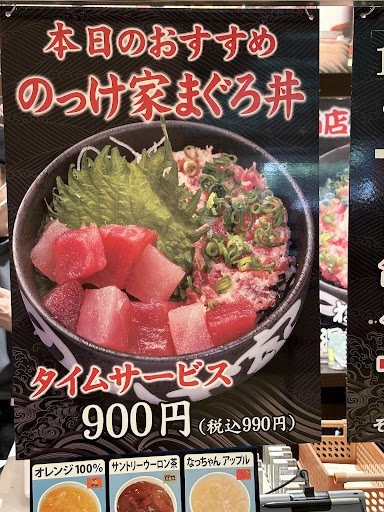 本日のおすすめ
のっけ家まぐろ丼
タイムサービス
900円(税込990円)
オレンジ100%
サントリーウーロン茶
なっちゃん アップル
店